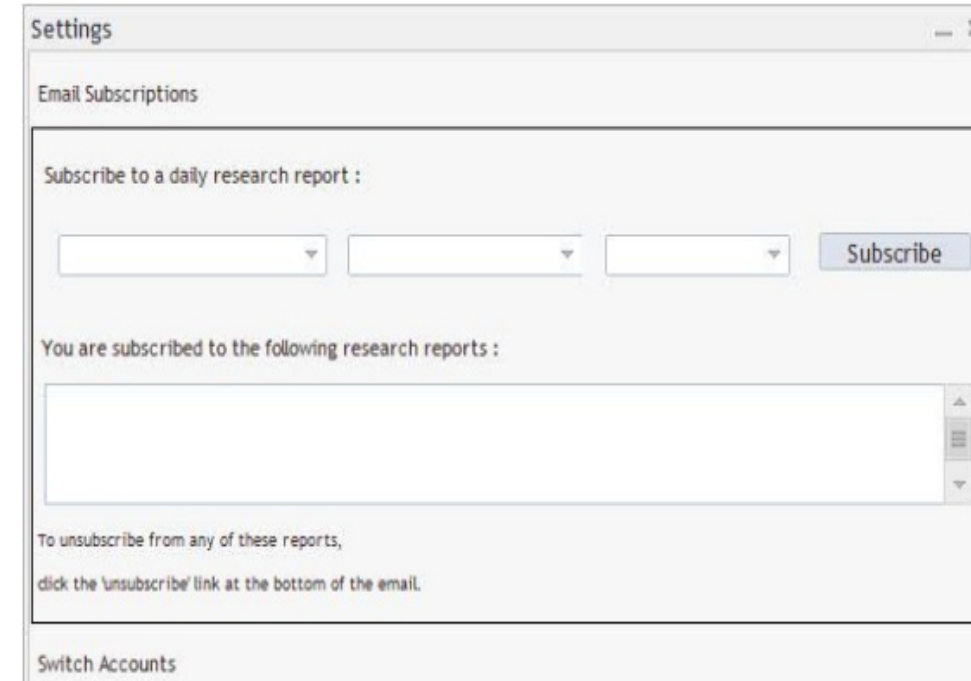 Settings
Email Subscriptions
Subscribe to a daily research report :
Subscribe
You are subscribed to the following research reports :
To unsubscribe from any of these reports,
click the 'unsubscribe' link at the bottom of the email.
Switch Accounts